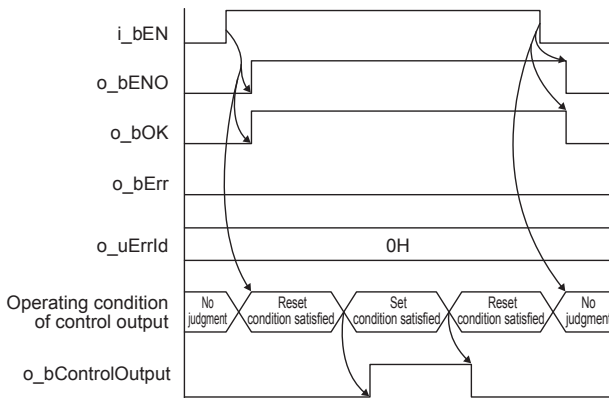 i_bEN
o_bENO
o_bOK
o_bErr
o_uErrId
0H
Operating condition
of control output
No
judgment
Reset
condition satisfied
Set
condition satisfied
Reset
condition satisfied
No
judgment
o_bControlOutput